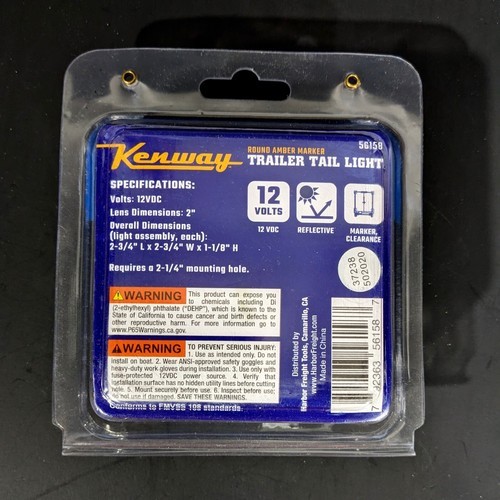 Kenway
ROUND AMBER MARKER
56158
TRAILER TAIL LIGHT
SPECIFICATIONS:
Volts: 12VDC
Lens Dimensions: 2"
Overall Dimensions
(light assembly, each):
2-3/4" L x 2-3/4" W x 1-1/8" H
Requires a 2-1/4" mounting hole.
12
VOLTS
12 VDC
REFLECTIVE
MARKER,
CLEARANCE
37238
502020
WARNING This product can expose you
to chemicals including Di
(2-ethylhexyl) phthalate ("DEHP"), which is known to the
State of California to cause cancer and birth defects or
other reproductive harm. For more information go to
www.P65Warnings.ca.gov.
WARNING TO PREVENT SERIOUS INJURY:
1. Use as intended only. Do not
install on boat. 2. Wear ANSI-approved safety goggles and
heavy-duty work gloves during installation. 3. Use only with
fuse-protected 12VDC power source. 4. Verify that
installation surface has no hidden utility lines before cutting
hole. 5. Mount securely before use. 6. Inspect before use;
do not use if damaged. SAVE THESE WARNINGS.
Conforms to FMVSS 108 standards.
Distributed by
Harbor Freight Tools, Camarillo, CA
www.HarborFreight.com
Made in China
7 92363 56158 7